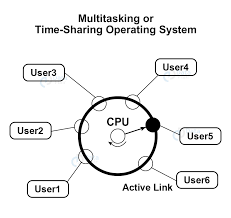 Multitasking or
Time-Sharing Operating System
User3
User4
CPU
User2
User5
User1
User6
Active Link